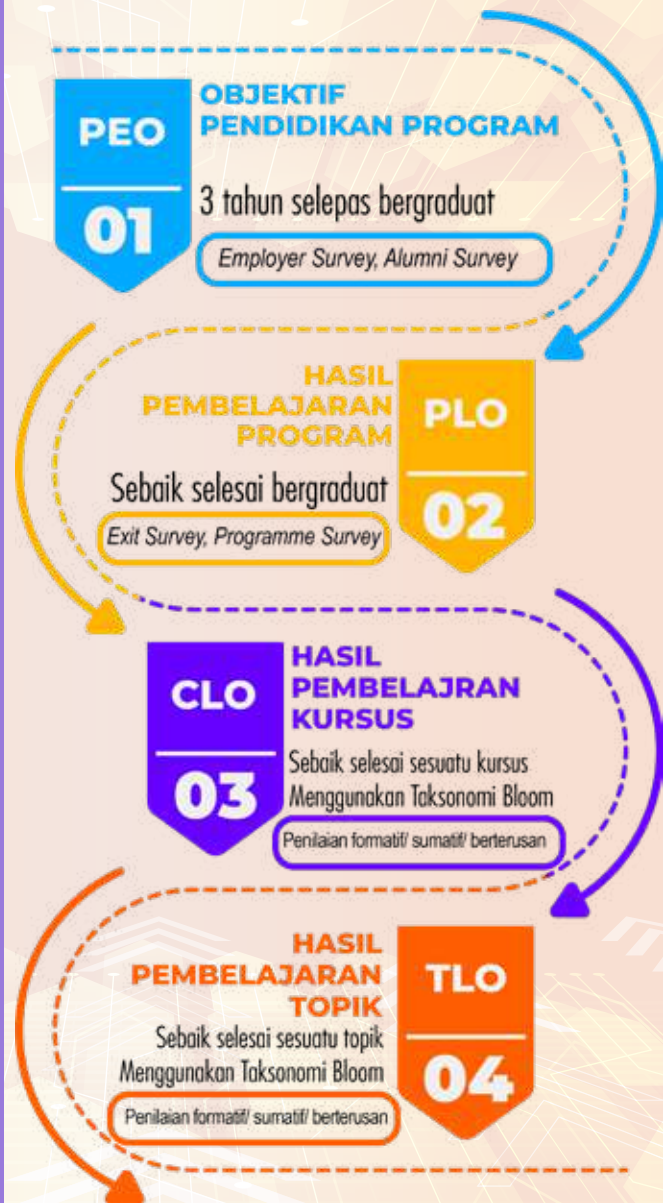 PEO
01
OBJEKTIF
PENDIDIKAN PROGRAM
3 tahun selepas bergraduat
Employer Survey, Alumni Survey
HASIL
PEMBELAJARAN
PROGRAM
PLO
02
Sebaik selesai bergraduat
Exit Survey, Programme Survey
CLO
03
HASIL
PEMBELAJRAN
KURSUS
Sebaik selesai sesuatu kursus
Menggunakan Taksonomi Bloom
Penilaian formatif/ sumatif/ berterusan
HASIL
PEMBELAJARAN
TOPIK
TLO
04
Sebaik selesai sesuatu topik
Menggunakan Taksonomi Bloom
Penilaian formatif/ sumatif/ berterusan